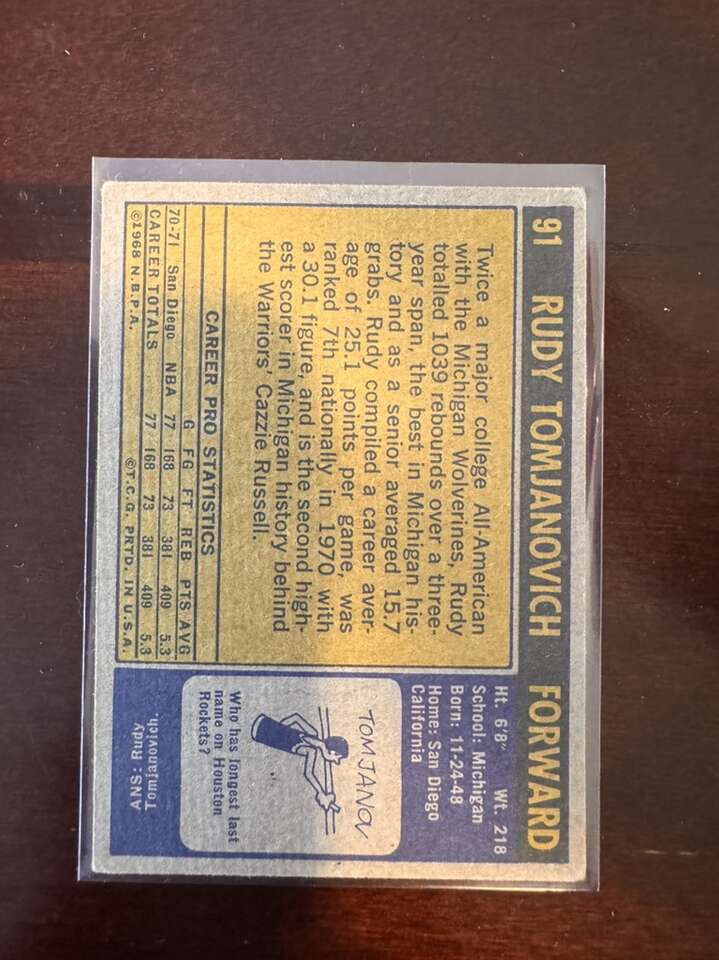 91 RUDY TOMJANOVICH FORWARD
Twice a major college All-American
with the Michigan Wolverines, Rudy
totalled 1039 rebounds over a three-
year span, the best in Michigan his-
tory and as a senior averaged 15.7
grabs. Rudy compiled a career aver-
age of 25.1 points per game, was
ranked 7th nationally in 1970 with
a 30.1 figure, and is the second high-
est scorer in Michigan history behind
the Warriors' Cazzie Russell.
CAREER PRO STATISTICS
G FG FT REB PTS AVG
70-71 San Diego NBA 77 168 73 381 409 5.3
CAREER TOTALS 77 168 73 381 409 5.3
©1968 N.B.P.A. ©T.C.G. PRTD. IN U.S.A.
Ht. 6'8" Wt. 218
School: Michigan
Born: 11-24-48
Home: San Diego
California
TOMJANOV
Who has longest last
name on Houston
Rockets?
ANS: Rudy
Tomjanovich.